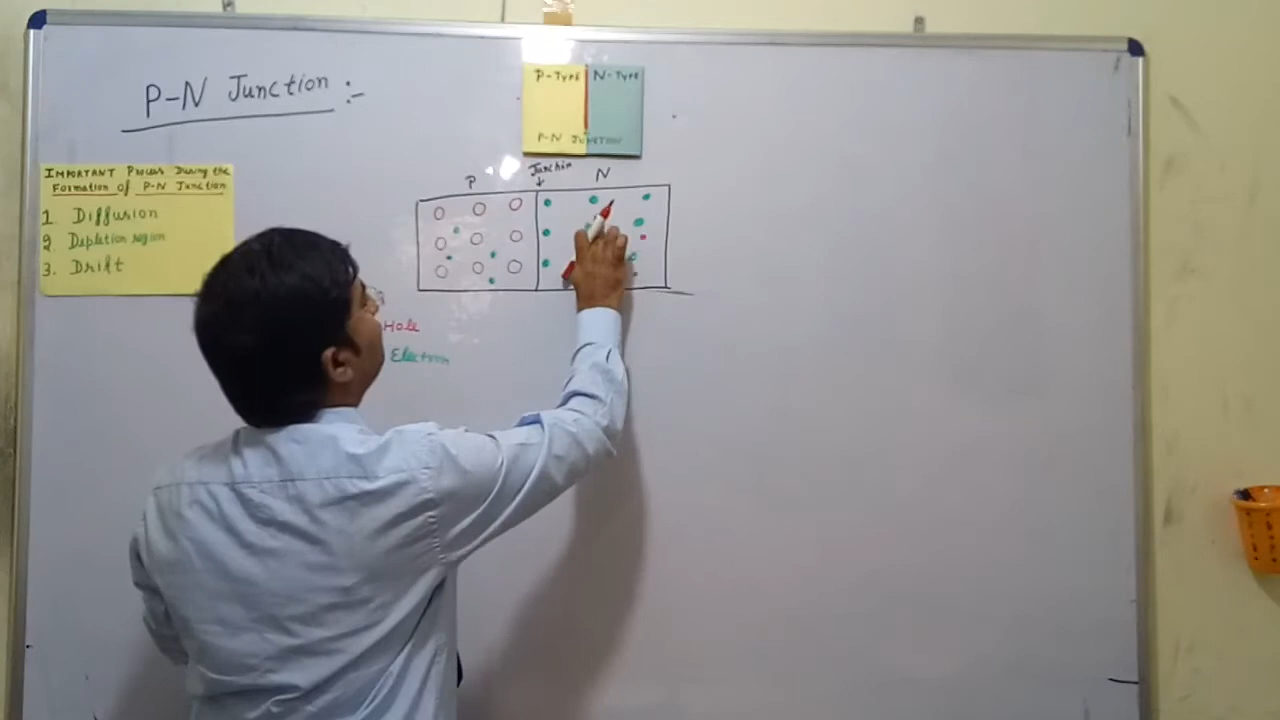 P-N Junction :-
P-TYPE N-TYPE
P-N JUNCTION
IMPORTANT Process During the
Formation of P-N Junction
1. Diffusion
2. Depletion region
3. Drift
P Junction N
Hole
Electron